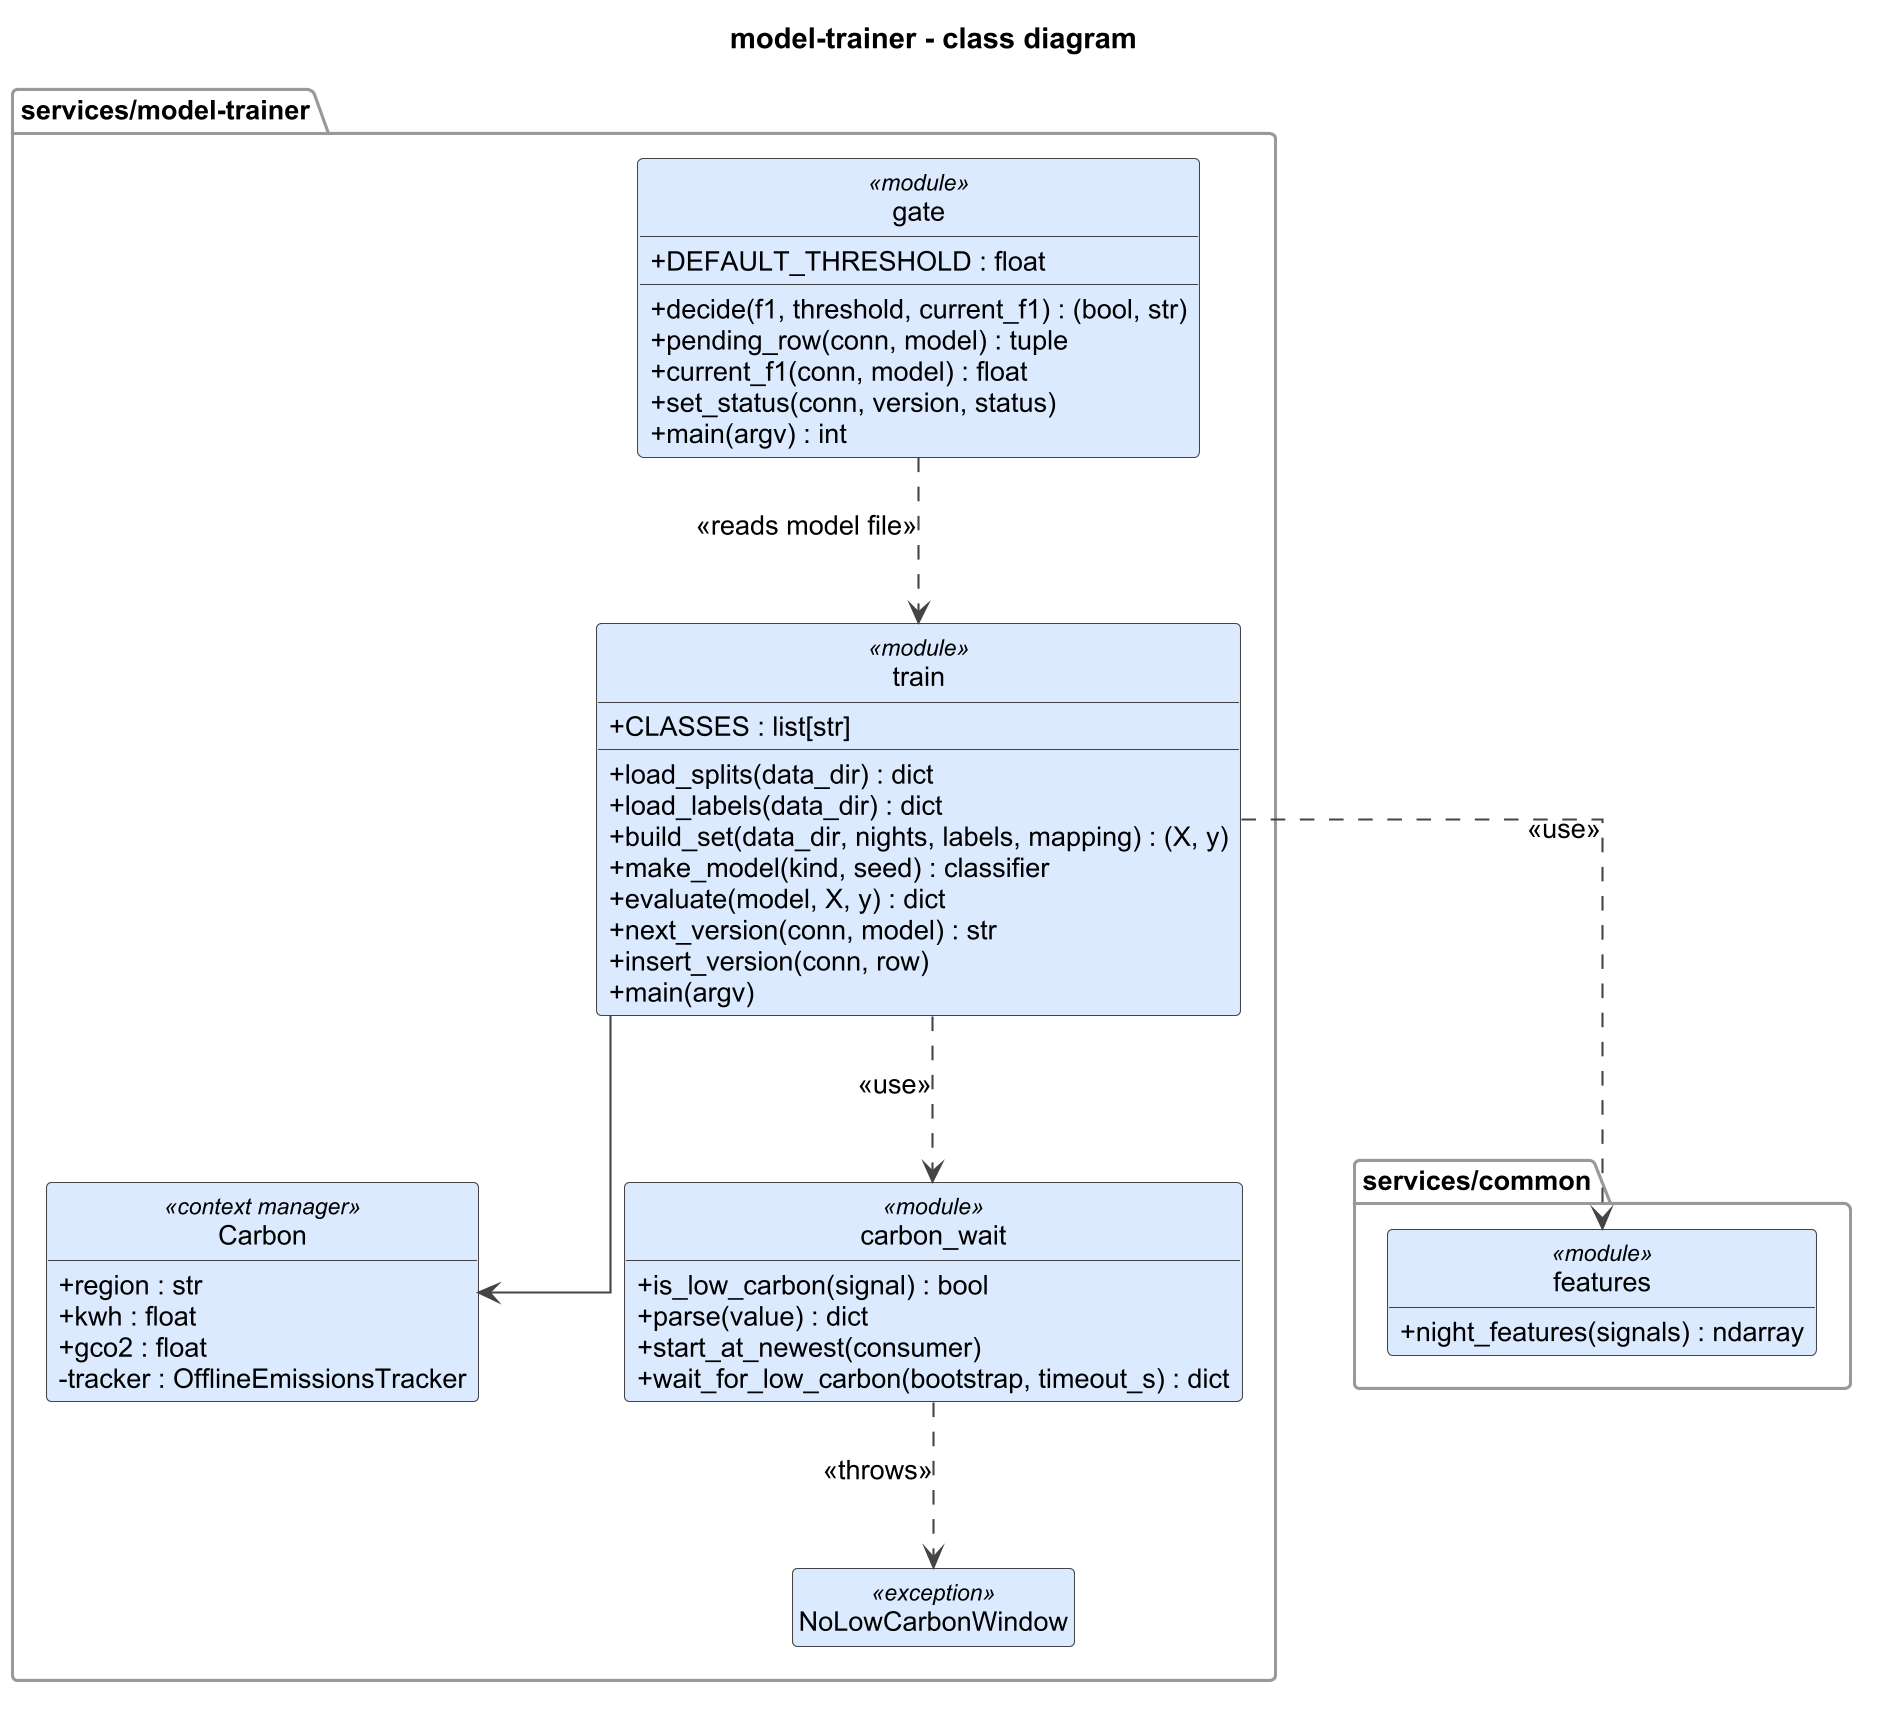 model-trainer - class diagram
services/model-trainer
«module»
gate
+DEFAULT_THRESHOLD : float
+decide(f1, threshold, current_f1) : (bool, str)
+pending_row(conn, model) : tuple
+current_f1(conn, model) : float
+set_status(conn, version, status)
+main(argv) : int
«reads model file»
«module»
train
+CLASSES : list[str]
+load_splits(data_dir) : dict
+load_labels(data_dir) : dict
+build_set(data_dir, nights, labels, mapping) : (X, y)
+make_model(kind, seed) : classifier
+evaluate(model, X, y) : dict
+next_version(conn, model) : str
+insert_version(conn, row)
+main(argv)
«use»
«use»
services/common
«context manager»
Carbon
+region : str
+kwh : float
+gco2 : float
-tracker : OfflineEmissionsTracker
«module»
carbon_wait
+is_low_carbon(signal) : bool
+parse(value) : dict
+start_at_newest(consumer)
+wait_for_low_carbon(bootstrap, timeout_s) : dict
«module»
features
+night_features(signals) : ndarray
«throws»
«exception»
NoLowCarbonWindow